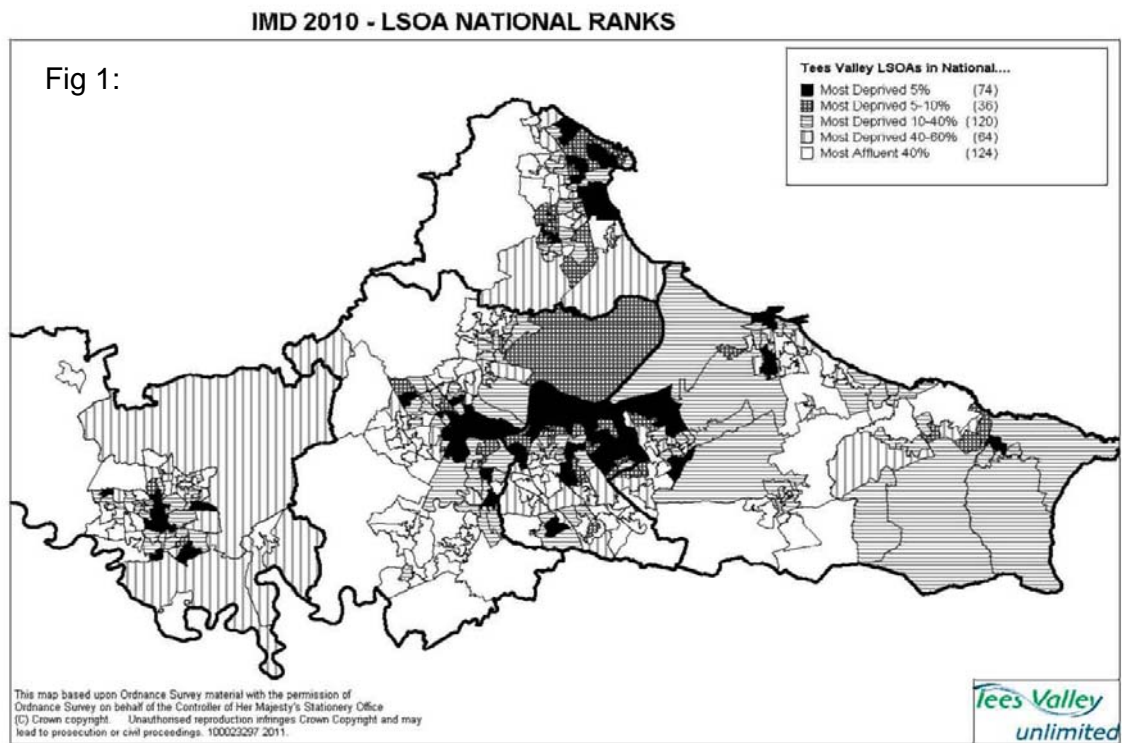 IMD 2010 - LSOA NATIONAL RANKS
Fig 1:
Tees Valley LSOAs in National....
Most Deprived 5% (74)
Most Deprived 5-10% (36)
Most Deprived 10-40% (120)
Most Deprived 40-60% (64)
Most Affluent 40% (124)
This map based upon Ordnance Survey material with the permission of
Ordnance Survey on behalf of the Controller of Her Majesty's Stationery Office
(C) Crown copyright. Unauthorised reproduction infringes Crown Copyright and may
lead to prosecution or civil proceedings. 100023297 2011.
Tees Valley
unlimited